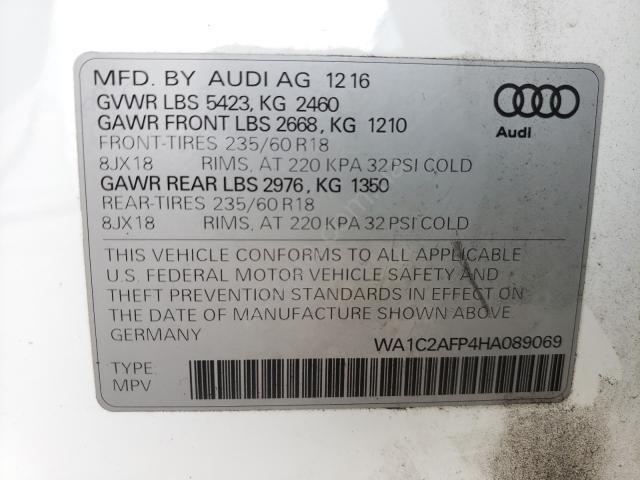 MFD. BY AUDI AG 12 16
GVWR LBS 5423, KG 2460
GAWR FRONT LBS 2668, KG 1210
FRONT-TIRES 235/60 R18
8JX18 RIMS, AT 220 KPA 32 PSI COLD
GAWR REAR LBS 2976, KG 1350
REAR-TIRES 235/60 R18
8JX18 RIMS, AT 220 KPA 32 PSI COLD
Audi
THIS VEHICLE CONFORMS TO ALL APPLICABLE
U.S. FEDERAL MOTOR VEHICLE SAFETY AND
THEFT PREVENTION STANDARDS IN EFFECT ON
THE DATE OF MANUFACTURE SHOWN ABOVE
GERMANY
WA1C2AFP4HA089069
TYPE:
MPV